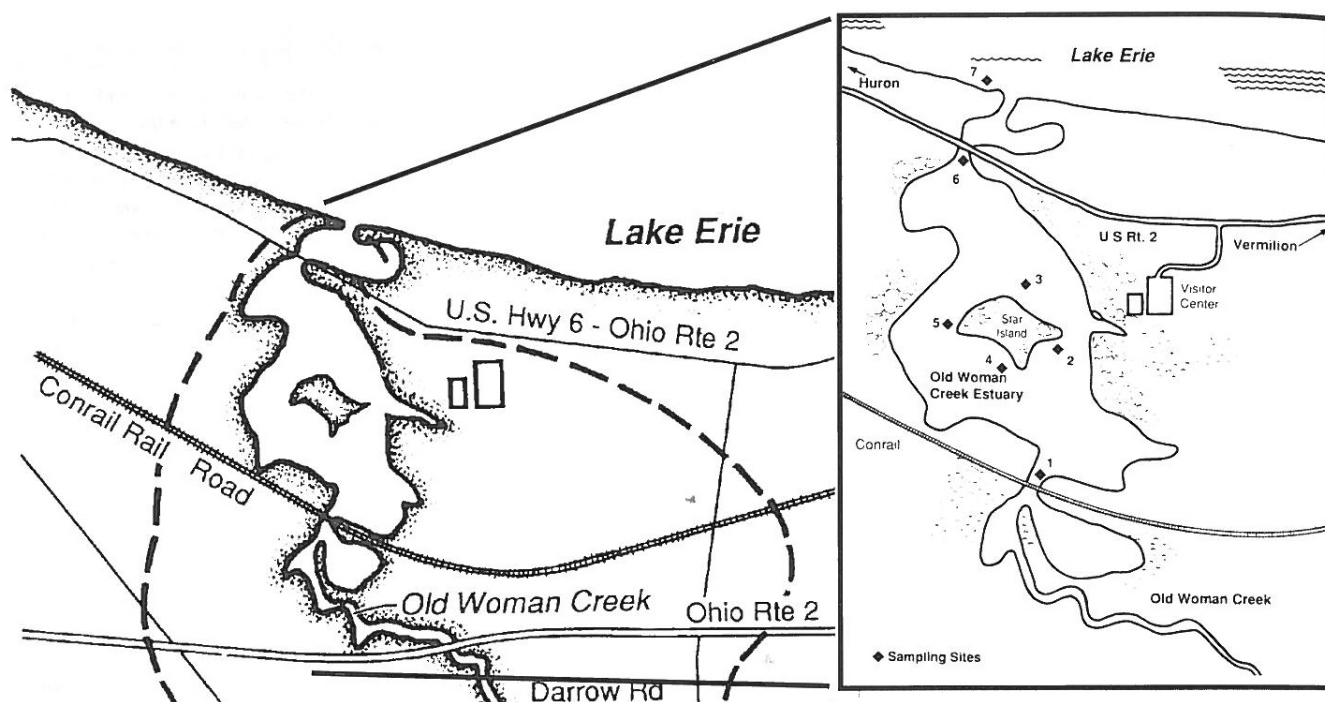 Lake Erie
U.S. Hwy 6 - Ohio Rte 2
Conrail Rail Road
Old Woman Creek
Ohio Rte 2
Darrow Rd
Lake Erie
7
Huron
6
U S Rt. 2
Vermilion
3
Visitor
Center
5
Star
Island
2
4
Old Woman
Creek Estuary
Conrail
1
Old Woman Creek
Sampling Sites